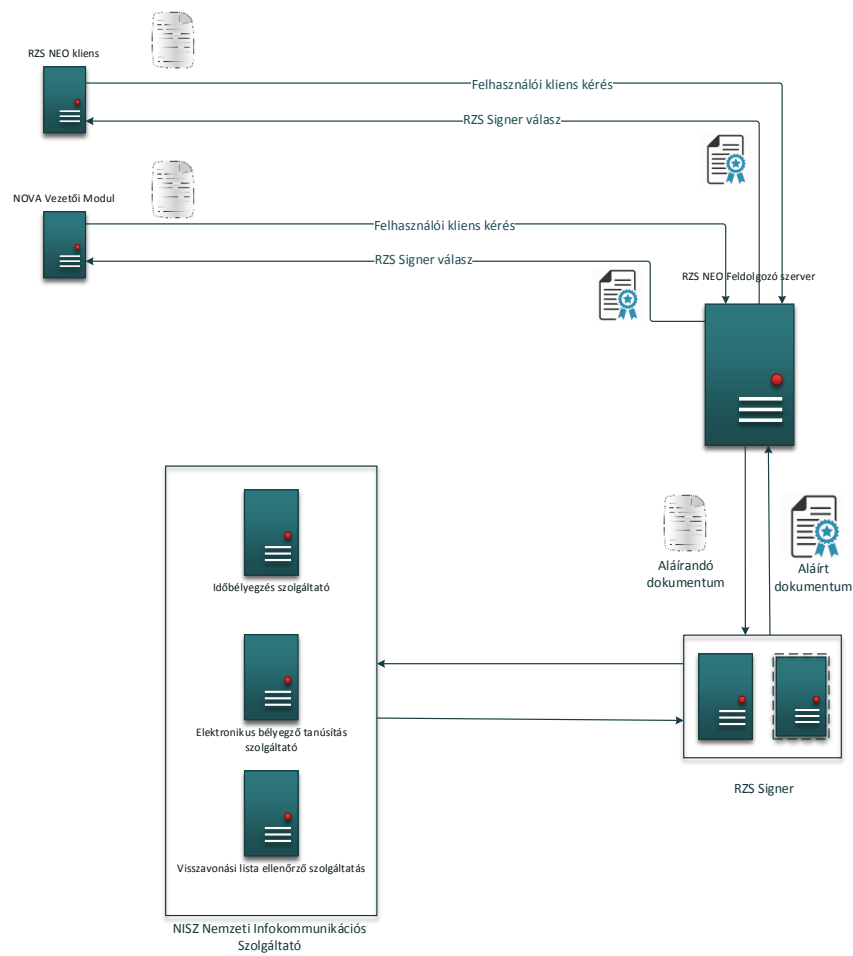 RZS NEO kliens
Felhasználói kliens kérés
RZS Signer válasz
NOVA Vezetői Modul
Felhasználói kliens kérés
RZS Signer válasz
RZS NEO Feldolgozó szerver
Aláírandó
dokumentum
Aláírt
dokumentum
Időbélyegzés szolgáltató
Elektronikus bélyegző tanúsítás
szolgáltató
Visszavonási lista ellenőrző szolgáltatás
RZS Signer
NISZ Nemzeti Infokommunikációs
Szolgáltató